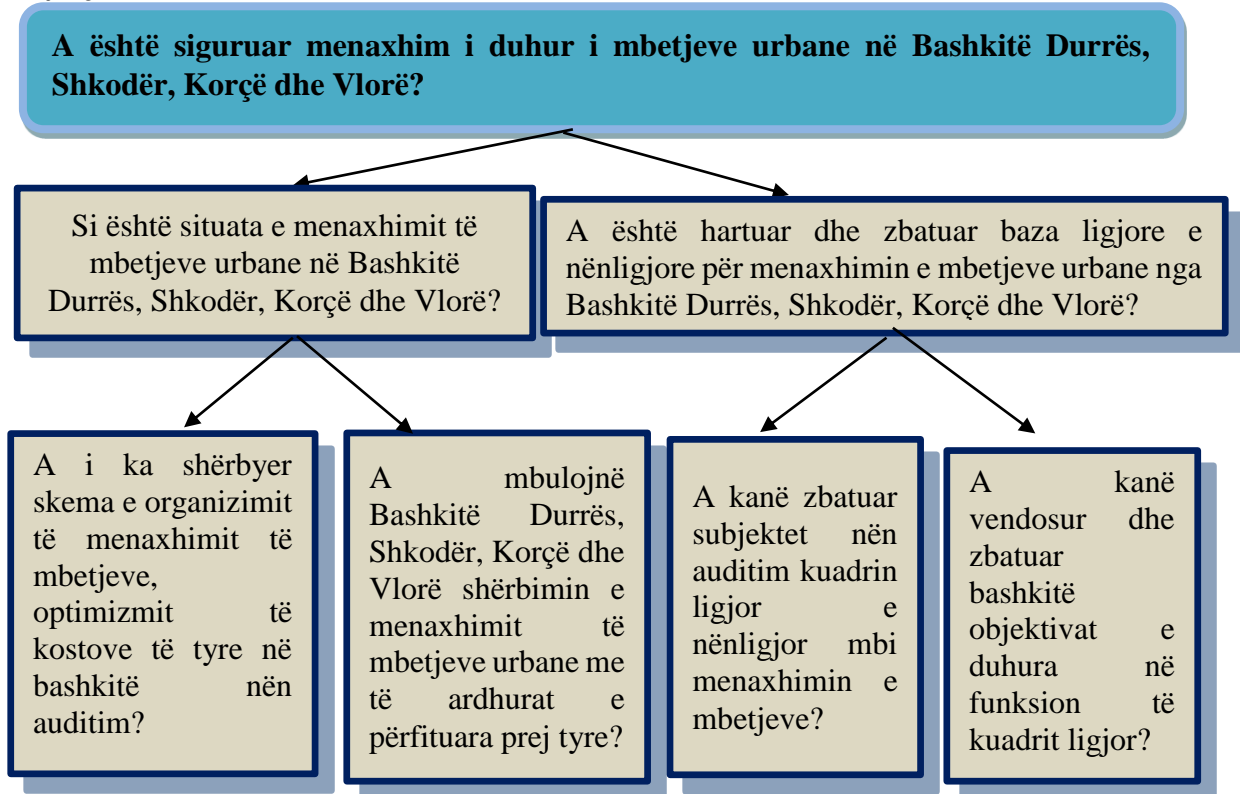 A është siguruar menaxhim i duhur i mbetjeve urbane në Bashkitë Durrës,
Shkodër, Korçë dhe Vlorë?
Si është situata e menaxhimit të
mbetjeve urbane në Bashkitë
Durrës, Shkodër, Korçë dhe Vlorë?
A është hartuar dhe zbatuar baza ligjore e
nënligjore për menaxhimin e mbetjeve urbane nga
Bashkitë Durrës, Shkodër, Korçë dhe Vlorë?
A i ka shërbyer
skema e organizimit
të menaxhimit të
mbetjeve,
optimizmit të
kostove të tyre në
bashkitë nën
auditim?
A mbulojnë
Bashkitë Durrës,
Shkodër, Korçë dhe
Vlorë shërbimin e
menaxhimit të
mbetjeve urbane me
të ardhurat e
përfituara prej tyre?
A kanë zbatuar
subjektet nën
auditim kuadrin
ligjor e
nënligjor mbi
menaxhimin e
mbetjeve?
A kanë
vendosur dhe
zbatuar
bashkitë
objektivat e
duhura në
funksion të
kuadrit ligjor?